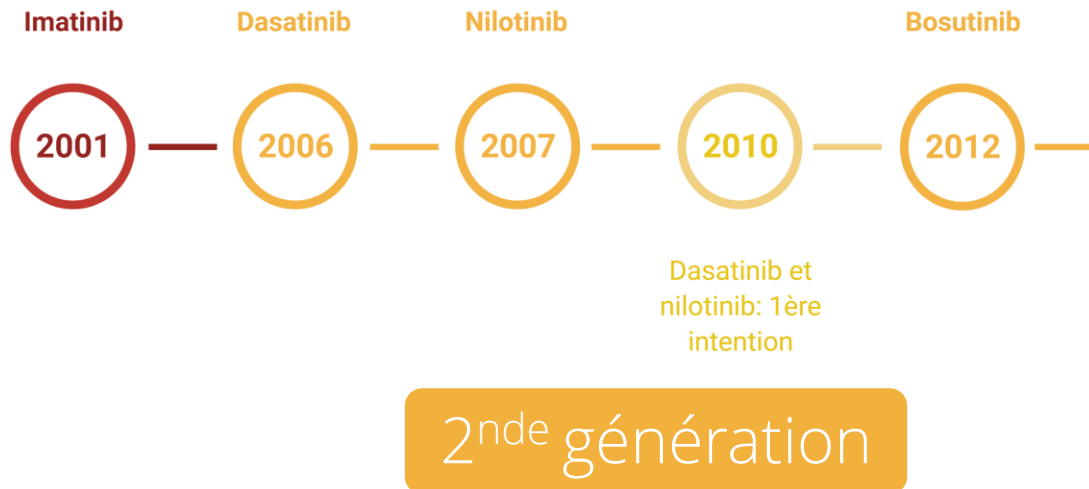 Imatinib
Dasatinib
Nilotinib
Bosutinib
2001
2006
2007
2010
2012
Dasatinib et
nilotinib: 1ère
intention
2nde génération